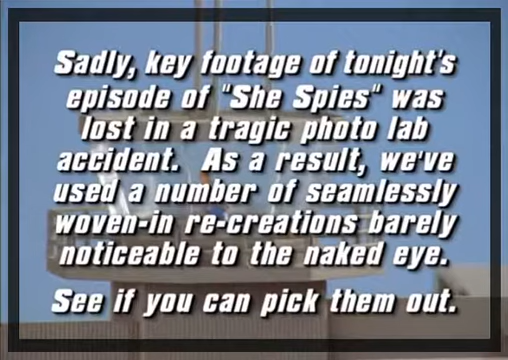 Sadly, key footage of tonight's
episode of "She Spies" was
lost in a tragic photo lab
accident. As a result, we've
used a number of seamlessly
woven-in re-creations barely
noticeable to the naked eye.
See if you can pick them out.